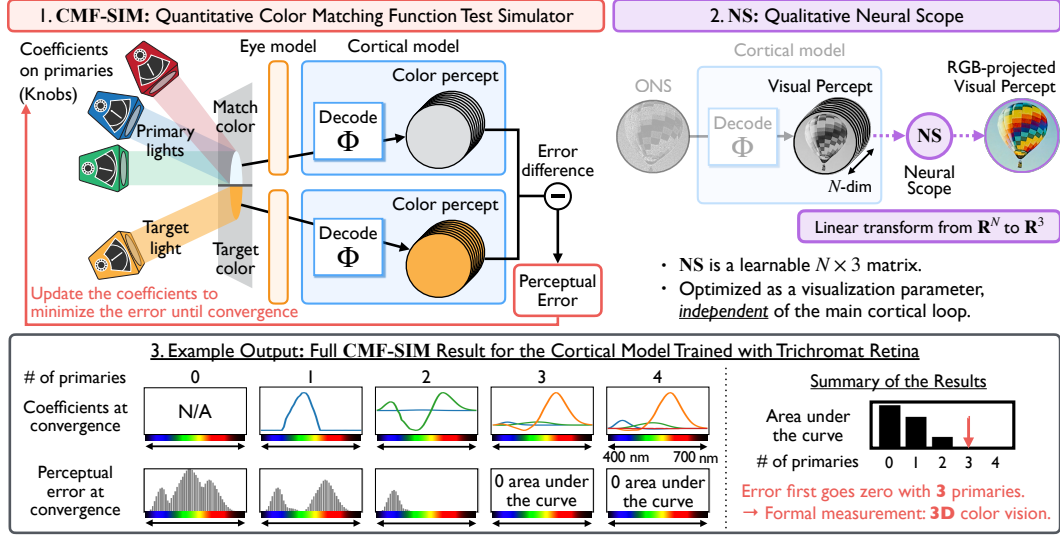 1. CMF-SIM: Quantitative Color Matching Function Test Simulator
Coefficients
on primaries
(Knobs)
Primary
lights
Target
light
Match
color
Target
color
Eye model
Cortical model
Color percept
Decode
Φ
Color percept
Decode
Φ
Error
difference
Perceptual
Error
Update the coefficients to
minimize the error until convergence
2. NS: Qualitative Neural Scope
Cortical model
ONS
Decode
Φ
Visual Percept
N-dim
NS
Neural
Scope
RGB-projected
Visual Percept
Linear transform from R^N to R^3
· NS is a learnable N × 3 matrix.
· Optimized as a visualization parameter,
independent of the main cortical loop.
3. Example Output: Full CMF-SIM Result for the Cortical Model Trained with Trichromat Retina
# of primaries 0 1 2 3 4
Coefficients at
convergence
N/A
400 nm 700 nm
Perceptual
error at
convergence
0 area under
the curve
0 area under
the curve
Summary of the Results
Area under
the curve
# of primaries 0 1 2 3 4
Error first goes zero with 3 primaries.
→ Formal measurement: 3D color vision.